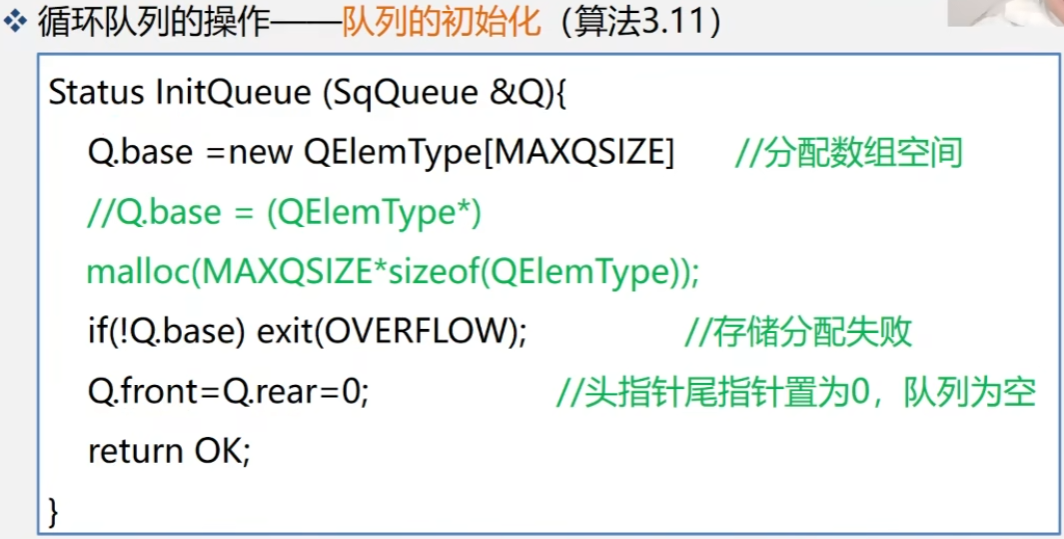 ❖ 循环队列的操作——队列的初始化（算法3.11）
Status InitQueue (SqQueue &Q){
Q.base =new QElemType[MAXQSIZE] //分配数组空间
//Q.base = (QElemType*)
malloc(MAXQSIZE*sizeof(QElemType));
if(!Q.base) exit(OVERFLOW); //存储分配失败
Q.front=Q.rear=0; //头指针尾指针置为0，队列为空
return OK;
}